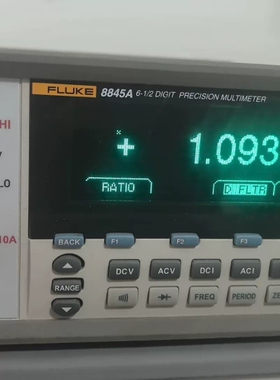 FLUKE 8845A 6-1/2 DIGIT PRECISION MULTIMETER
HI
+ 1.093
RATIO D. FLTR
LO
10A
BACK F1 F2 F3
DCV ACV DCI ACI
RANGE
FREQ PERIOD